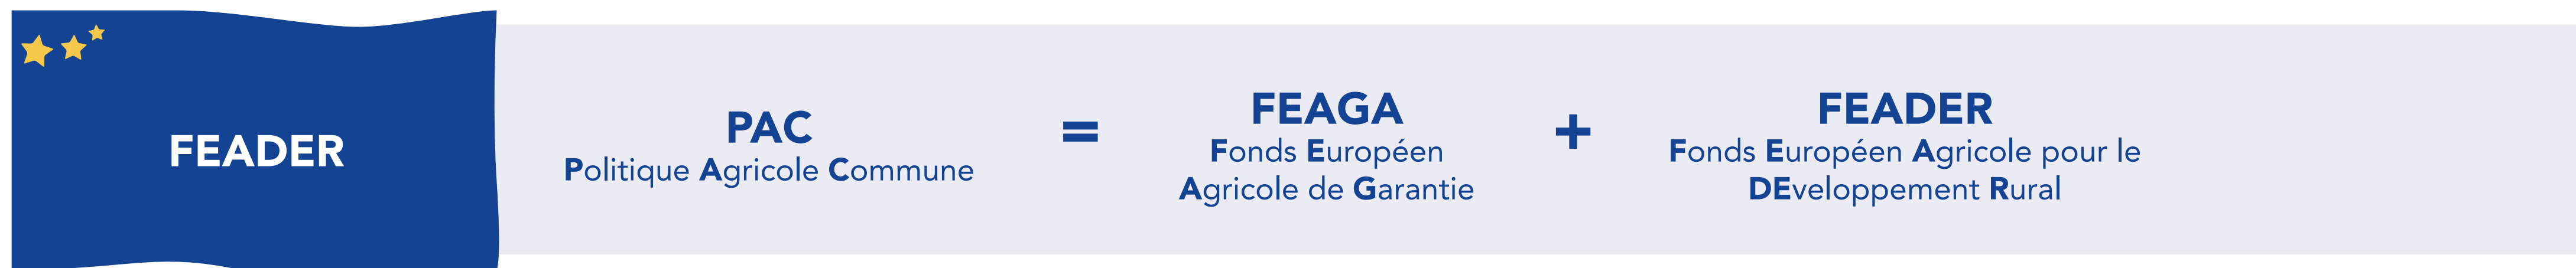 FEADER
PAC
Politique Agricole Commune
=
FEAGA
Fonds Européen
Agricole de Garantie
+
FEADER
Fonds Européen Agricole pour le
DEveloppement Rural